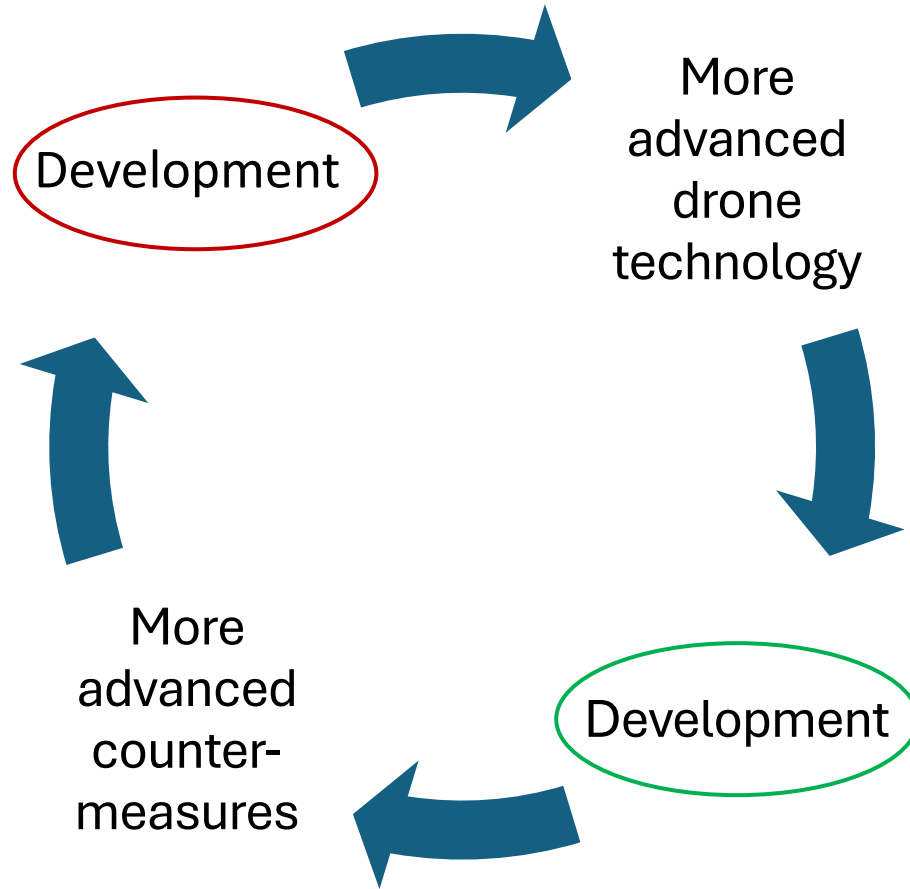 Development
More
advanced
drone
technology
Development
More
advanced
counter-
measures